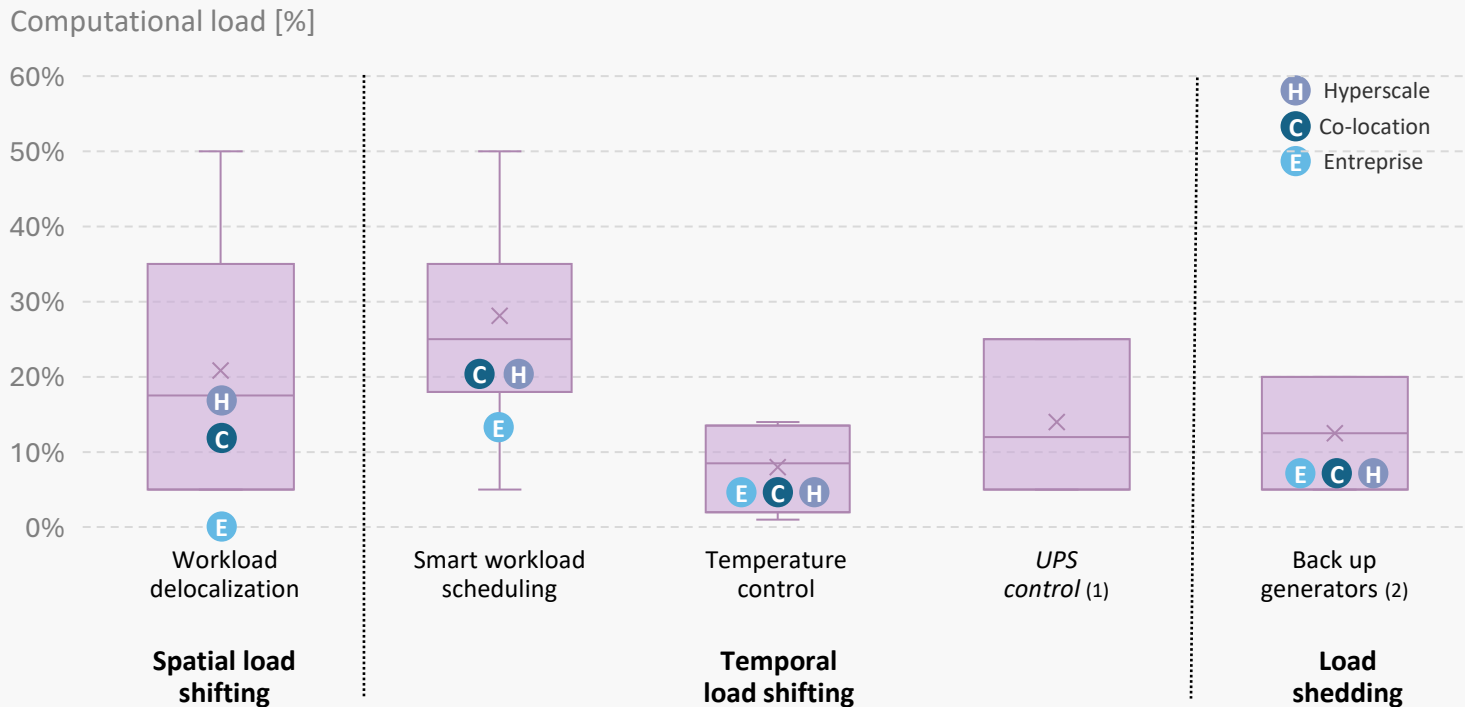 Computational load [%]
60%
50%
40%
30%
20%
10%
0%
H Hyperscale
C Co-location
E Entreprise
H
C
E
C H
E
E C H
E C H
Workload
delocalization
Smart workload
scheduling
Temperature
control
UPS
control (1)
Back up
generators (2)
Spatial load
shifting
Temporal
load shifting
Load
shedding